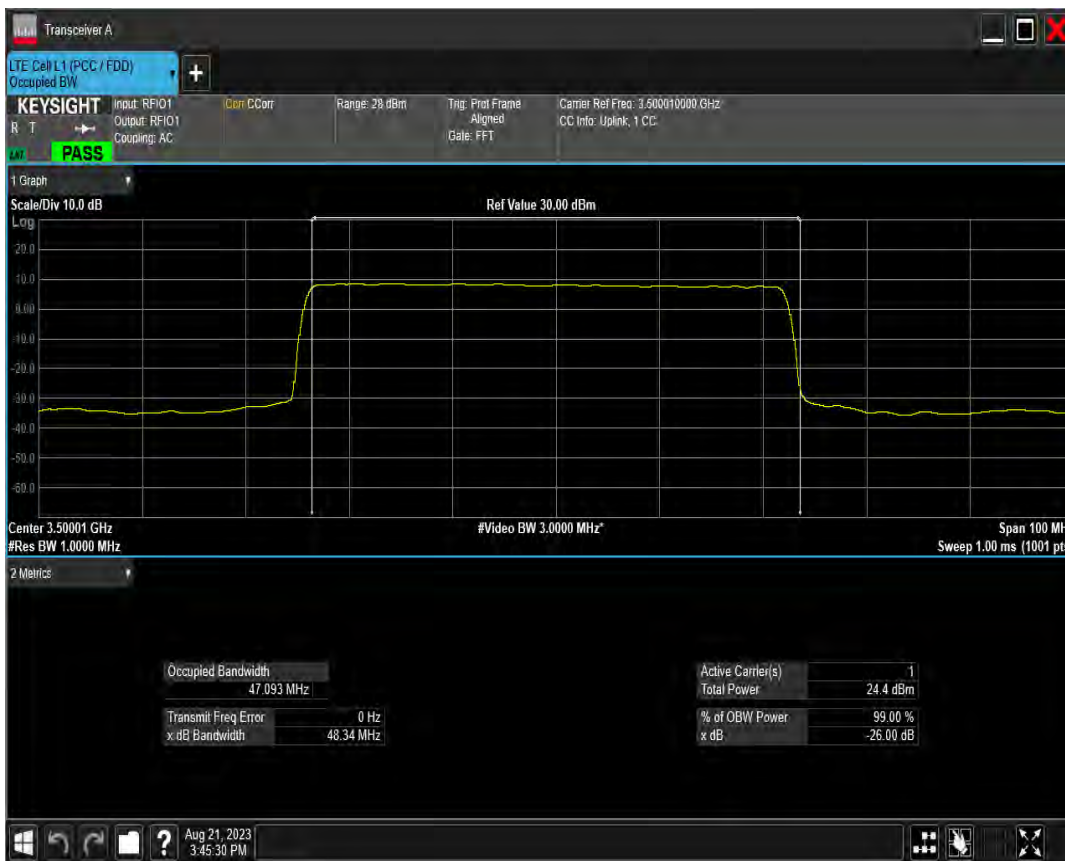 Transceiver A
LTE Cell L1 (PCC / FDD)
Occupied BW
KEYSIGHT
R T
LXI
PASS
Input: RFIO1
Output: RFIO1
Coupling: AC
Corr CCorr
Range: 28 dBm
Trig: Prot Frame
Aligned
Gate: FFT
Carrier Ref Freq: 3.500010000 GHz
CC Info: Uplink, 1 CC
1 Graph
Scale/Div 10.0 dB
Ref Value 30.00 dBm
Log
20.0
10.0
0.00
-10.0
-20.0
-30.0
-40.0
-50.0
-60.0
Center 3.50001 GHz
#Video BW 3.0000 MHz*
Span 100 MH
#Res BW 1.0000 MHz
Sweep 1.00 ms (1001 pts
2 Metrics
Occupied Bandwidth
47.093 MHz
Transmit Freq Error 0 Hz
x dB Bandwidth 48.34 MHz
Active Carrier(s) 1
Total Power 24.4 dBm
% of OBW Power 99.00 %
x dB -26.00 dB
?
Aug 21, 2023
3:45:30 PM